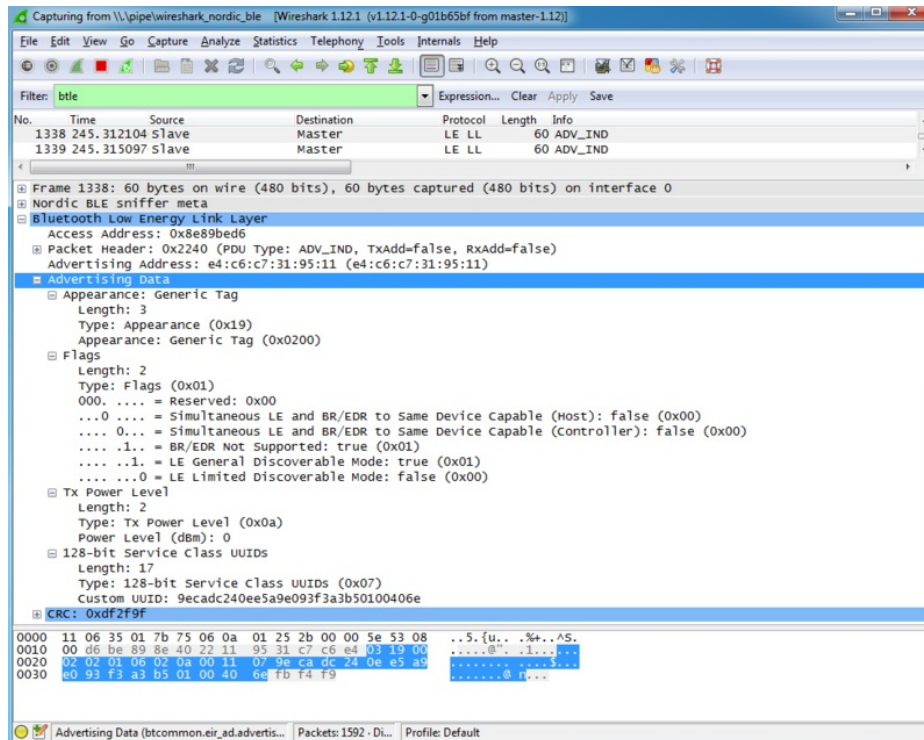 Capturing from \\.\pipe\wireshark_nordic_ble [Wireshark 1.12.1 (v1.12.1-0-g01b65bf from master-1.12)]
File Edit View Go Capture Analyze Statistics Telephony Tools Internals Help
Filter: btle Expression... Clear Apply Save
No. Time Source Destination Protocol Length Info
1338 245.312104 Slave Master LE LL 60 ADV_IND
1339 245.315097 Slave Master LE LL 60 ADV_IND
Frame 1338: 60 bytes on wire (480 bits), 60 bytes captured (480 bits) on interface 0
Nordic BLE sniffer meta
Bluetooth Low Energy Link Layer
Access Address: 0x8e89bed6
Packet Header: 0x2240 (PDU Type: ADV_IND, TxAdd=false, RxAdd=false)
Advertising Address: e4:c6:c7:31:95:11 (e4:c6:c7:31:95:11)
Advertising Data
Appearance: Generic Tag
Length: 3
Type: Appearance (0x19)
Appearance: Generic Tag (0x0200)
Flags
Length: 2
Type: Flags (0x01)
000. .... = Reserved: 0x00
...0 .... = Simultaneous LE and BR/EDR to Same Device Capable (Host): false (0x00)
.... 0... = Simultaneous LE and BR/EDR to Same Device Capable (Controller): false (0x00)
.... .1.. = BR/EDR Not Supported: true (0x01)
.... ..1. = LE General Discoverable Mode: true (0x01)
.... ...0 = LE Limited Discoverable Mode: false (0x00)
Tx Power Level
Length: 2
Type: Tx Power Level (0x0a)
Power Level (dBm): 0
128-bit Service Class UUIDs
Length: 17
Type: 128-bit Service Class UUIDs (0x07)
Custom UUID: 9ecadc240ee5a9e093f3a3b50100406e
CRC: 0xdf2f9f
0000 11 06 35 01 7b 75 06 0a 01 25 2b 00 00 5e 53 08 ..5.{u.. .%+..^S.
0010 00 d6 be 89 8e 40 22 11 95 31 c7 c6 e4 03 19 00 .....@". .1......
0020 02 02 01 06 02 0a 00 11 07 9e ca dc 24 0e e5 a9 ........ ....$...
0030 e0 93 f3 a3 b5 01 00 40 6e fb f4 f9 .......@ n...
Advertising Data (btcommon.eir_ad.advertis... Packets: 1592 · Di... Profile: Default